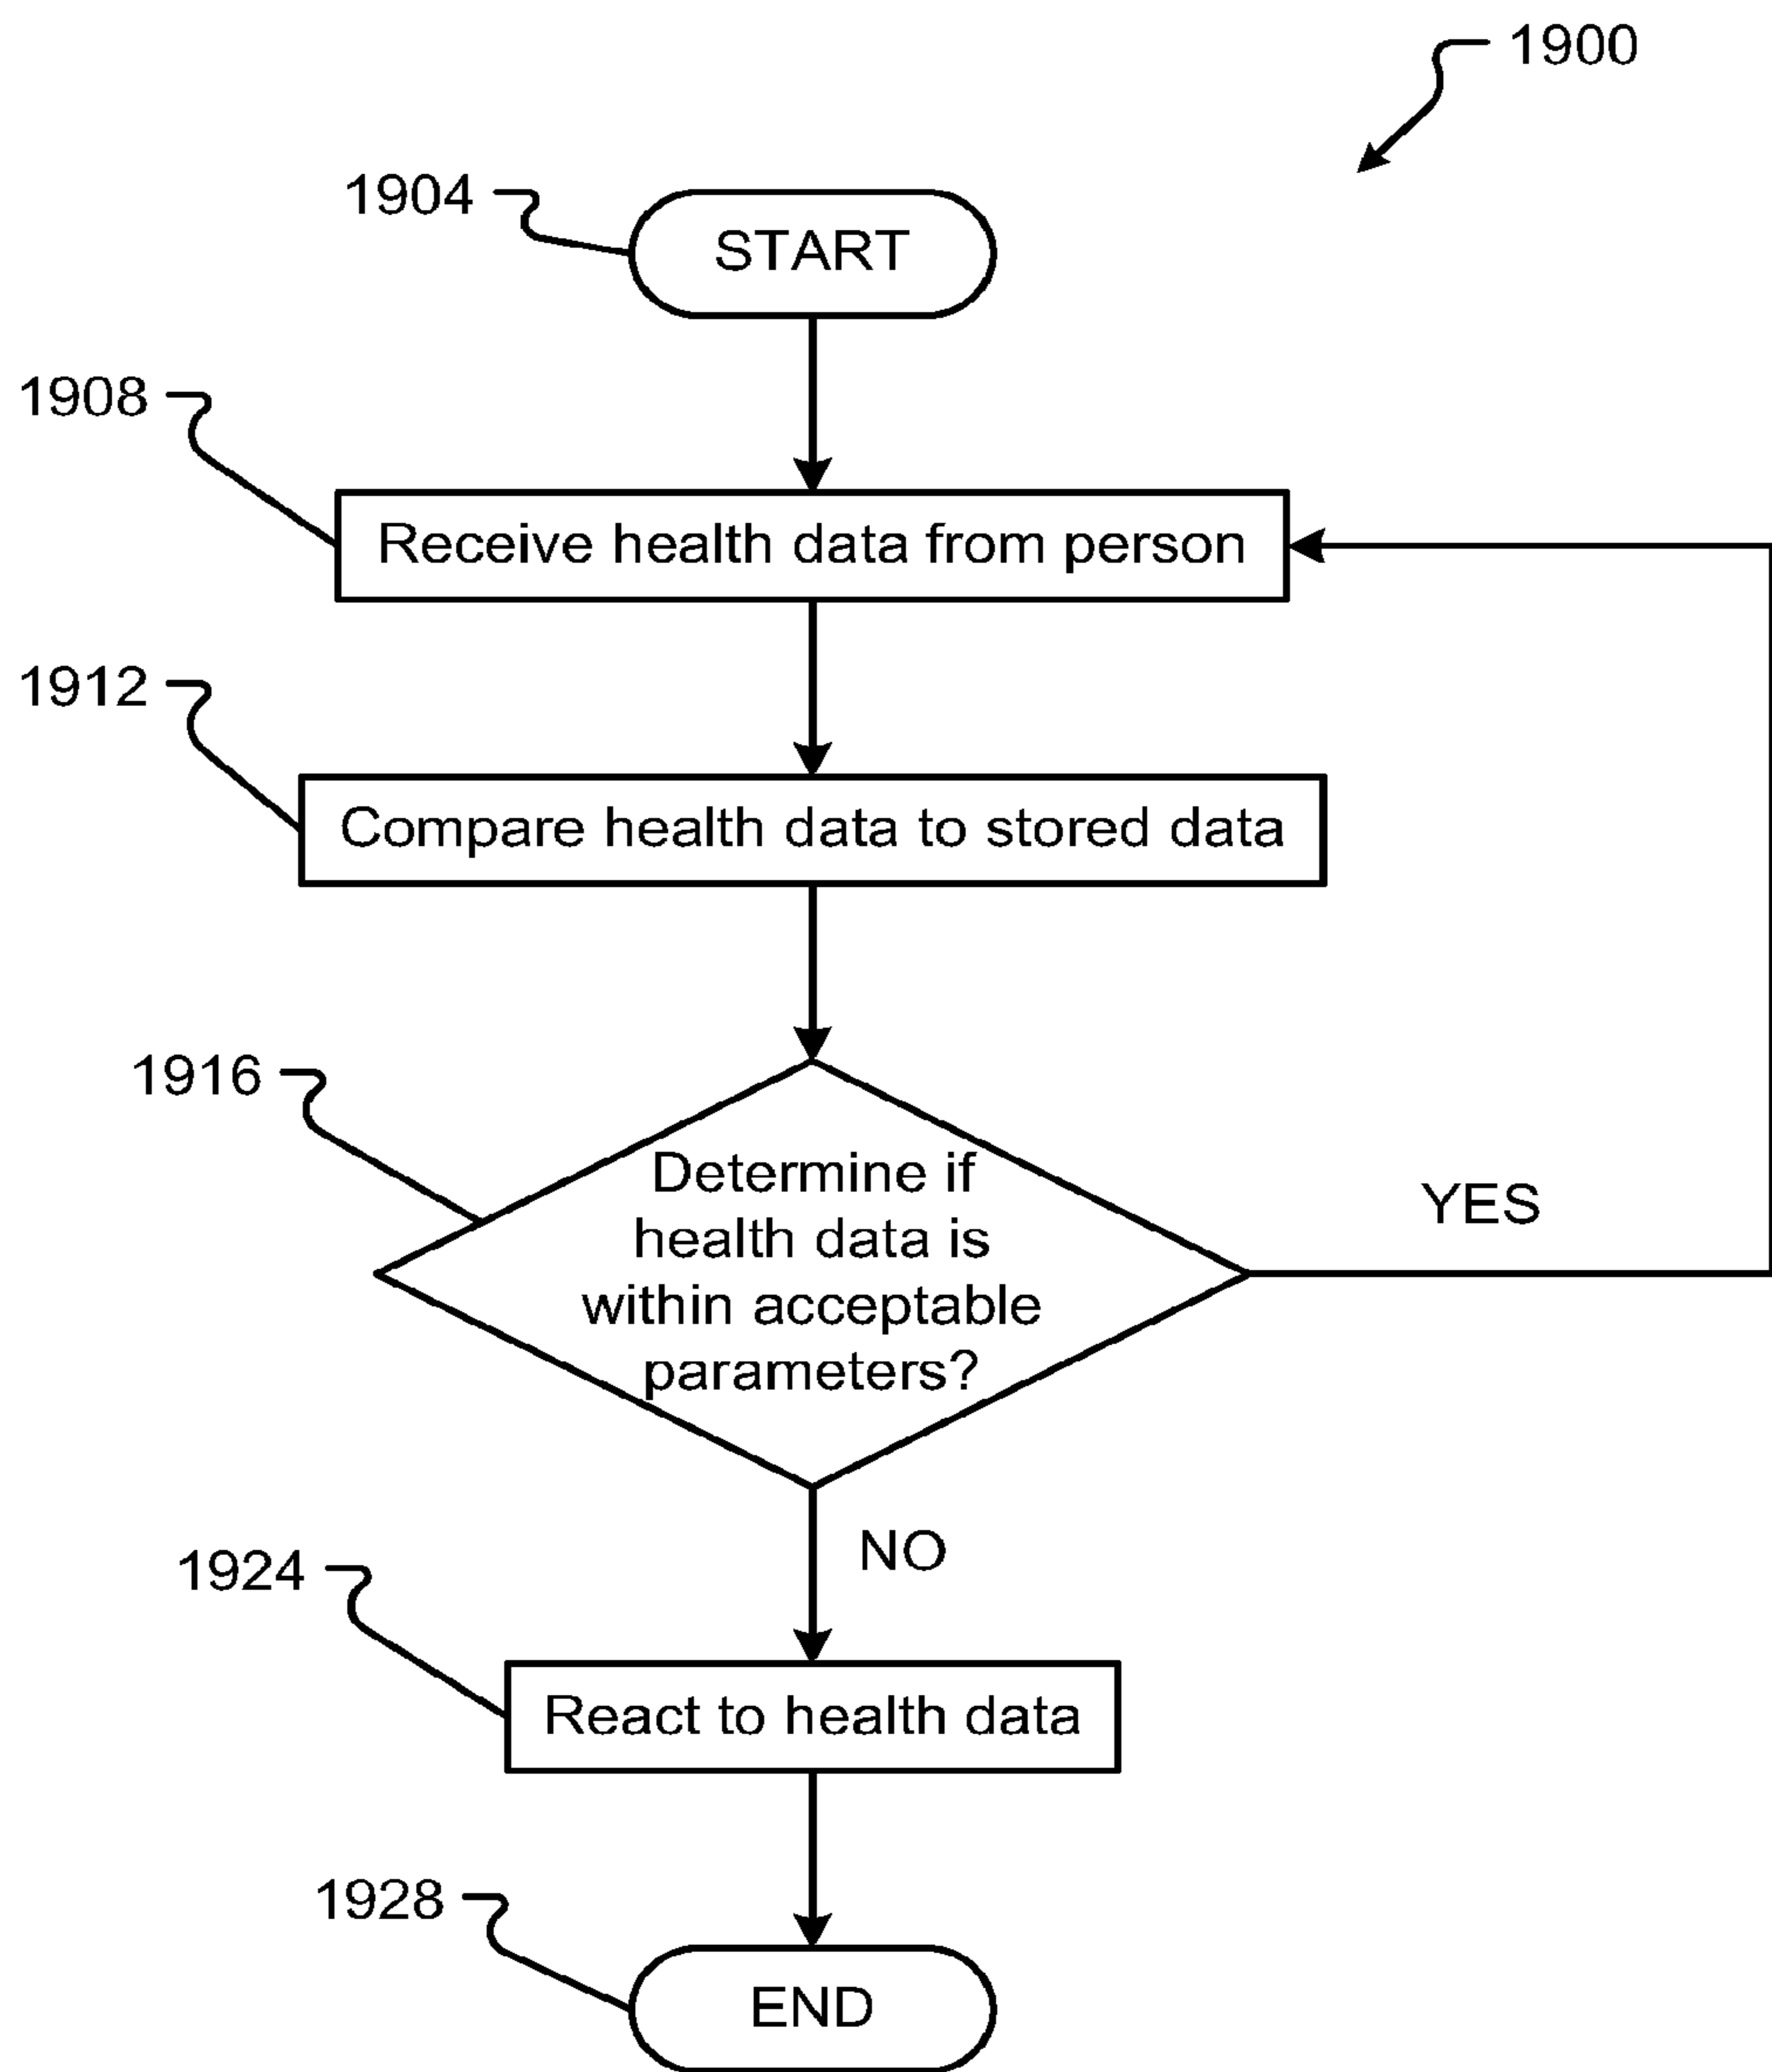 1900
1904
START
1908
Receive health data from person
1912
Compare health data to stored data
1916
Determine if
health data is
within acceptable
parameters?
YES
NO
1924
React to health data
1928
END